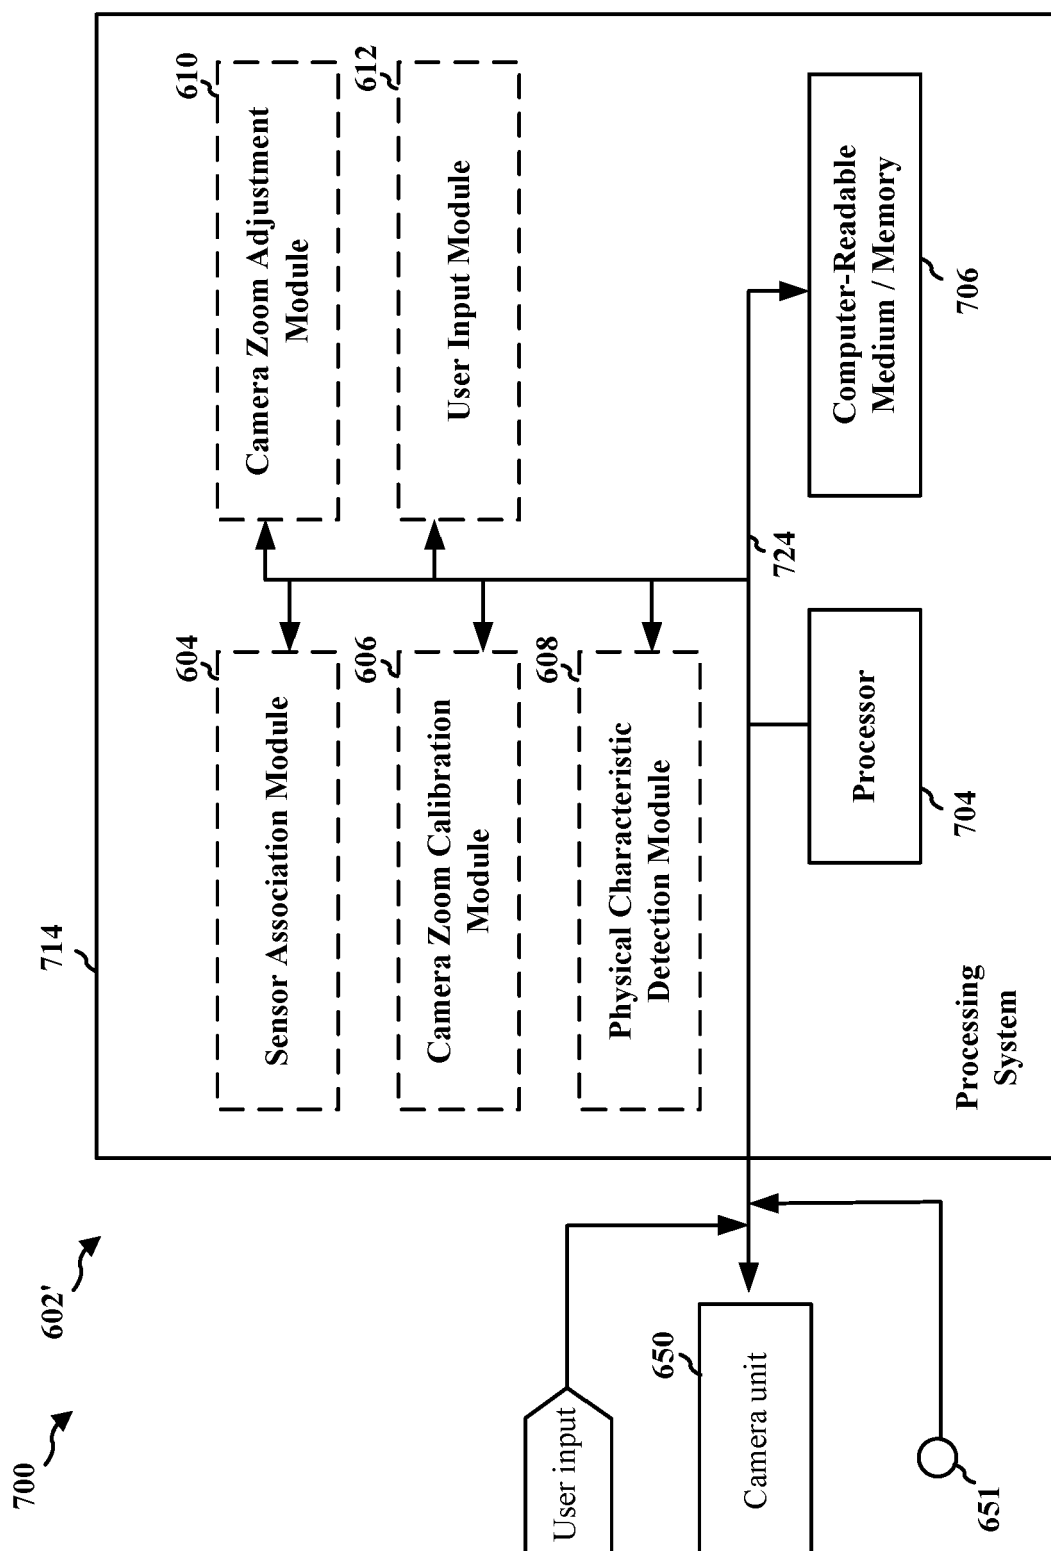 700
602'
714
604
Sensor Association Module
606
Camera Zoom Calibration
Module
608
Physical Characteristic
Detection Module
610
Camera Zoom Adjustment
Module
612
User Input Module
724
User input
650
Camera unit
651
Processor
704
Computer-Readable
Medium / Memory
706
Processing
System